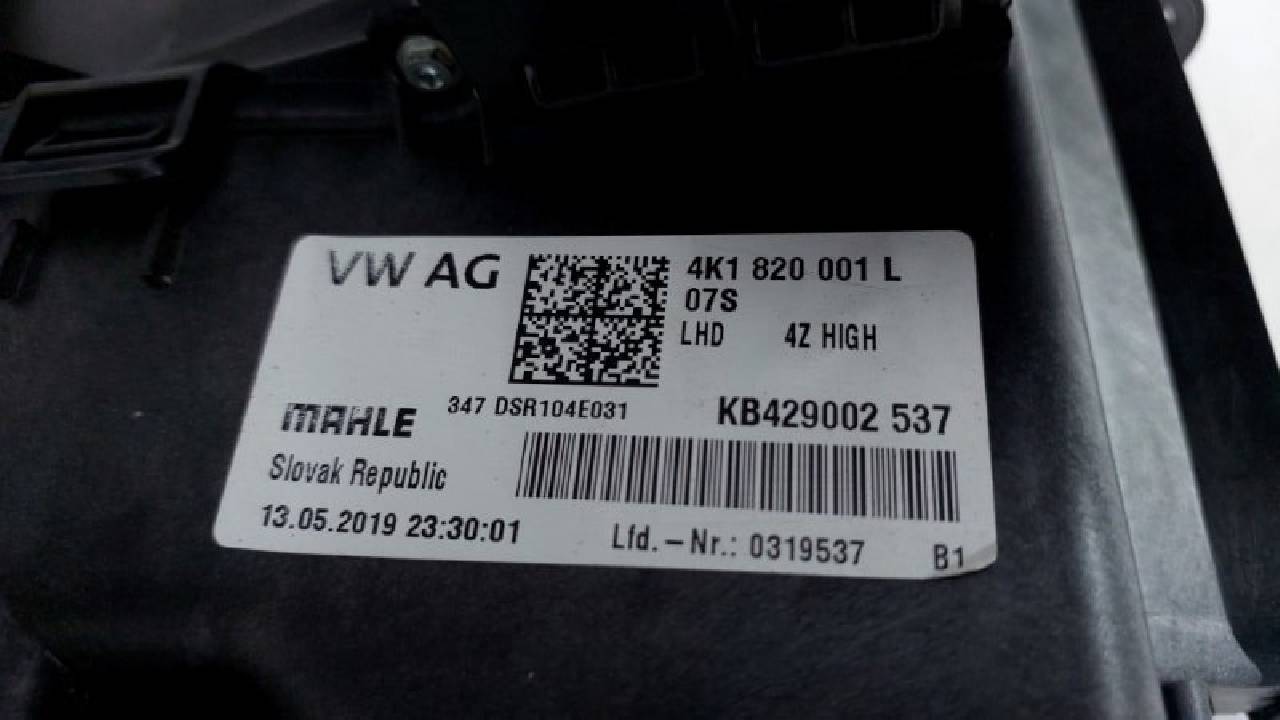 VW AG
4K1 820 001 L
07S
LHD 4Z HIGH
347 DSR104E031
KB429002 537
MAHLE
Slovak Republic
13.05.2019 23:30:01
Lfd.-Nr.: 0319537
B1